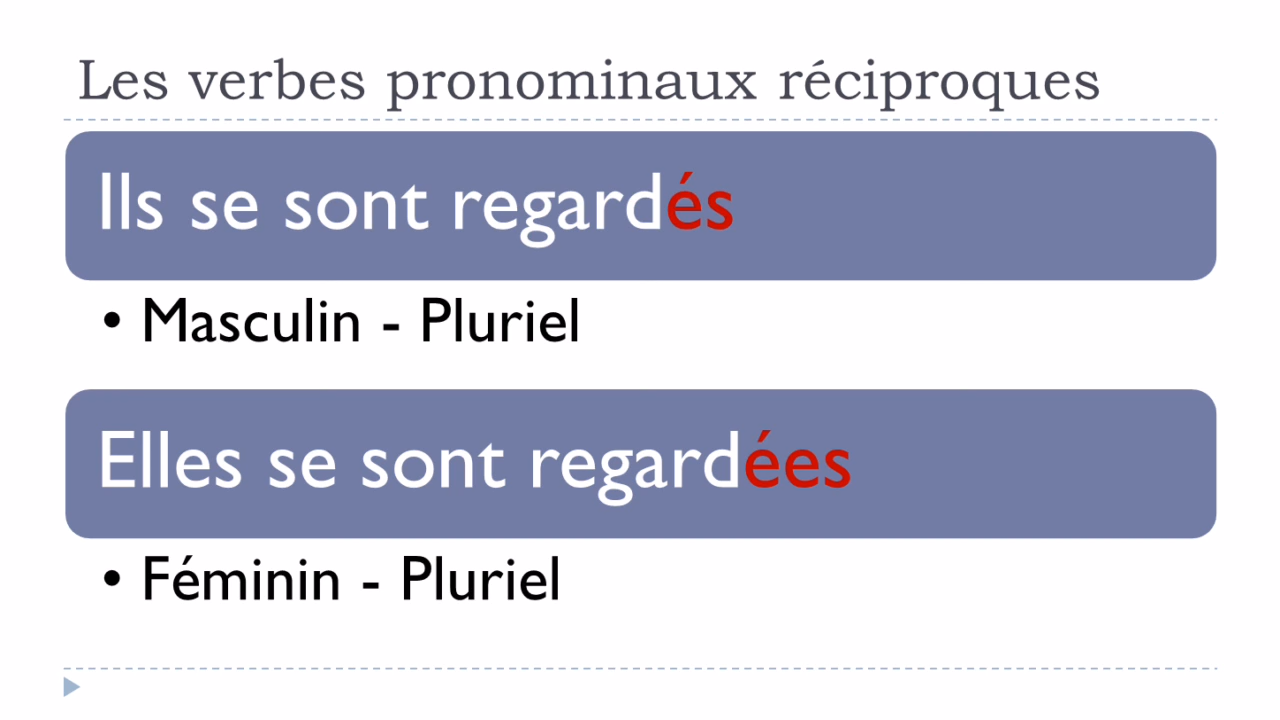 Les verbes pronominaux réciproques
Ils se sont regardés
• Masculin - Pluriel
Elles se sont regardées
• Féminin - Pluriel